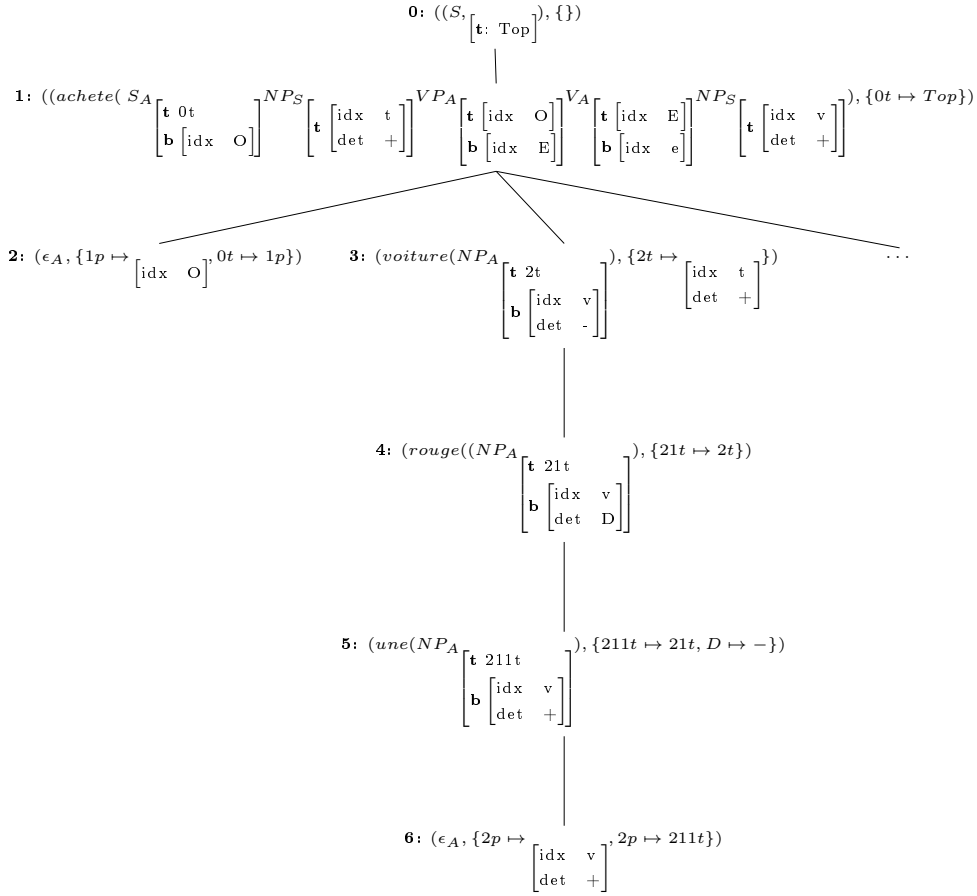 0: ((S, [t: Top]), {})
1: ((achete( S_A [t 0t, b [idx O]] NP_S [t [idx t, det +]] VP_A [t [idx O], b [idx E]] V_A [t [idx E], b [idx e]] NP_S [t [idx v, det +]]), {0t ↦ Top})
2: (ϵ_A, {1p ↦ [idx O], 0t ↦ 1p})
3: (voiture(NP_A [t 2t, b [idx v, det -]]), {2t ↦ [idx t, det +]})
...
4: (rouge((NP_A [t 21t, b [idx v, det D]]), {21t ↦ 2t})
5: (une(NP_A [t 211t, b [idx v, det +]]), {211t ↦ 21t, D ↦ −})
6: (ϵ_A, {2p ↦ [idx v, det +], 2p ↦ 211t})